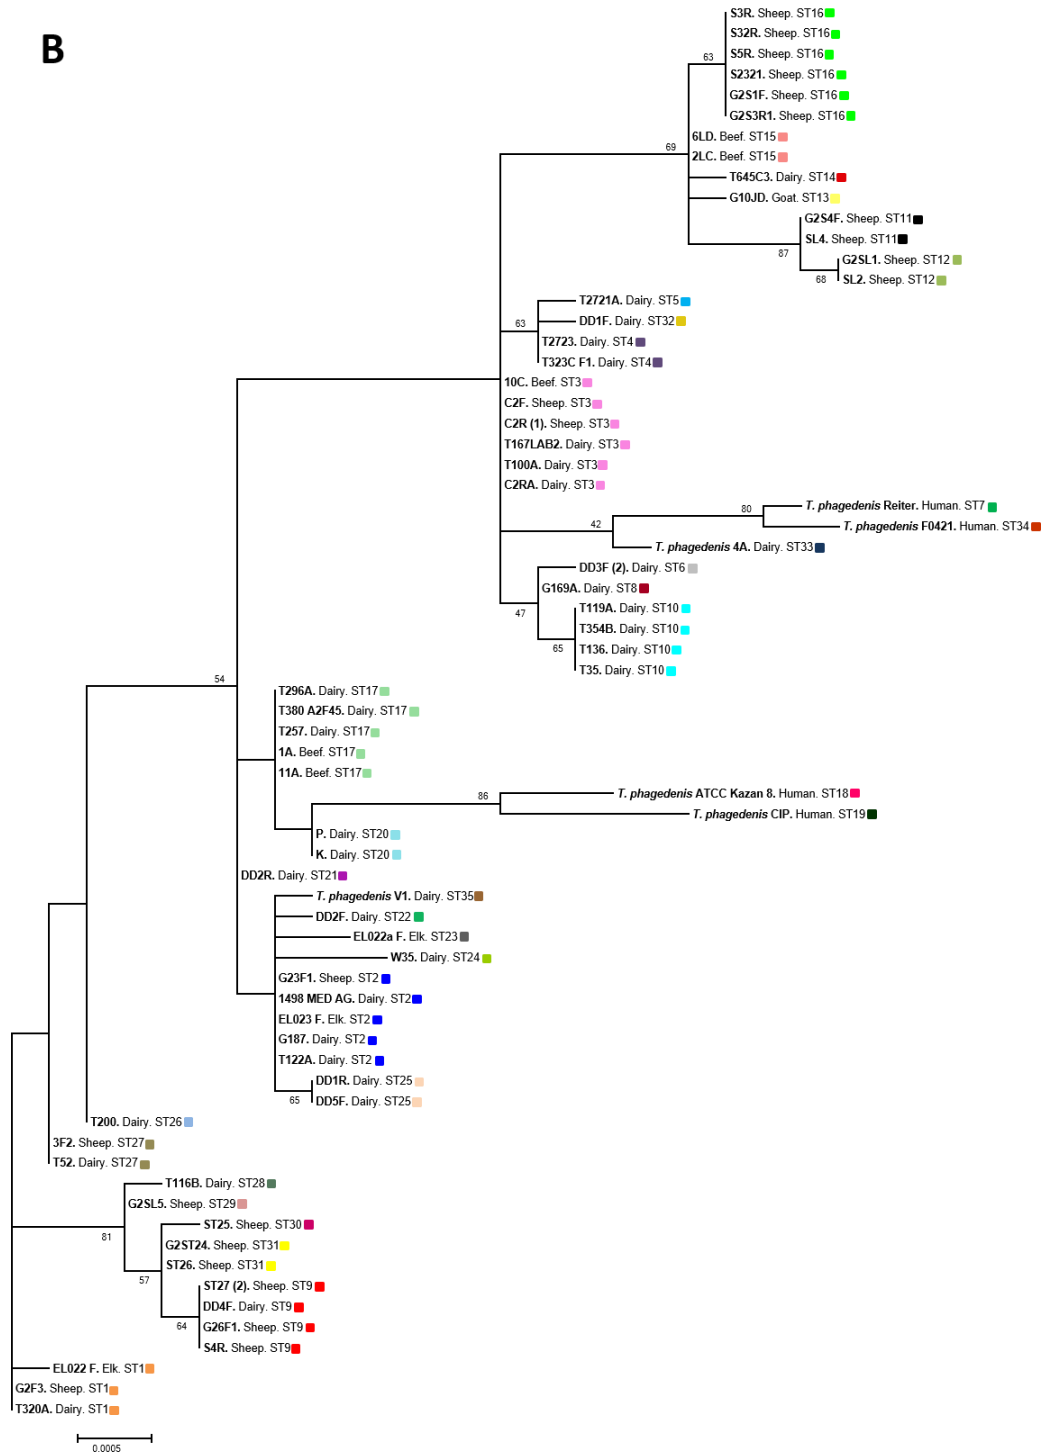 B
S3R. Sheep. ST16
S32R. Sheep. ST16
S5R. Sheep. ST16
63
S2321. Sheep. ST16
G2S1F. Sheep. ST16
G2S3R1. Sheep. ST16
6LD. Beef. ST15
69
2LC. Beef. ST15
T645C3. Dairy. ST14
G10JD. Goat. ST13
G2S4F. Sheep. ST11
SL4. Sheep. ST11
87
G2SL1. Sheep. ST12
68
SL2. Sheep. ST12
T2721A. Dairy. ST5
63
DD1F. Dairy. ST32
T2723. Dairy. ST4
T323C F1. Dairy. ST4
10C. Beef. ST3
C2F. Sheep. ST3
C2R (1). Sheep. ST3
T167LAB2. Dairy. ST3
T100A. Dairy. ST3
C2RA. Dairy. ST3
80
T. phagedenis Reiter. Human. ST7
42
T. phagedenis F0421. Human. ST34
T. phagedenis 4A. Dairy. ST33
DD3F (2). Dairy. ST6
G169A. Dairy. ST8
47
T119A. Dairy. ST10
T354B. Dairy. ST10
65
T136. Dairy. ST10
T35. Dairy. ST10
54
T296A. Dairy. ST17
T380 A2F45. Dairy. ST17
T257. Dairy. ST17
1A. Beef. ST17
11A. Beef. ST17
86
T. phagedenis ATCC Kazan 8. Human. ST18
T. phagedenis CIP. Human. ST19
P. Dairy. ST20
K. Dairy. ST20
DD2R. Dairy. ST21
T. phagedenis V1. Dairy. ST35
DD2F. Dairy. ST22
EL022a F. Elk. ST23
W35. Dairy. ST24
G23F1. Sheep. ST2
1498 MED AG. Dairy. ST2
EL023 F. Elk. ST2
G187. Dairy. ST2
T122A. Dairy. ST2
DD1R. Dairy. ST25
65
DD5F. Dairy. ST25
T200. Dairy. ST26
3F2. Sheep. ST27
T52. Dairy. ST27
T116B. Dairy. ST28
G2SL5. Sheep. ST29
81
ST25. Sheep. ST30
G2ST24. Sheep. ST31
ST26. Sheep. ST31
57
ST27 (2). Sheep. ST9
DD4F. Dairy. ST9
64
G26F1. Sheep. ST9
S4R. Sheep. ST9
EL022 F. Elk. ST1
G2F3. Sheep. ST1
T320A. Dairy. ST1
0.0005